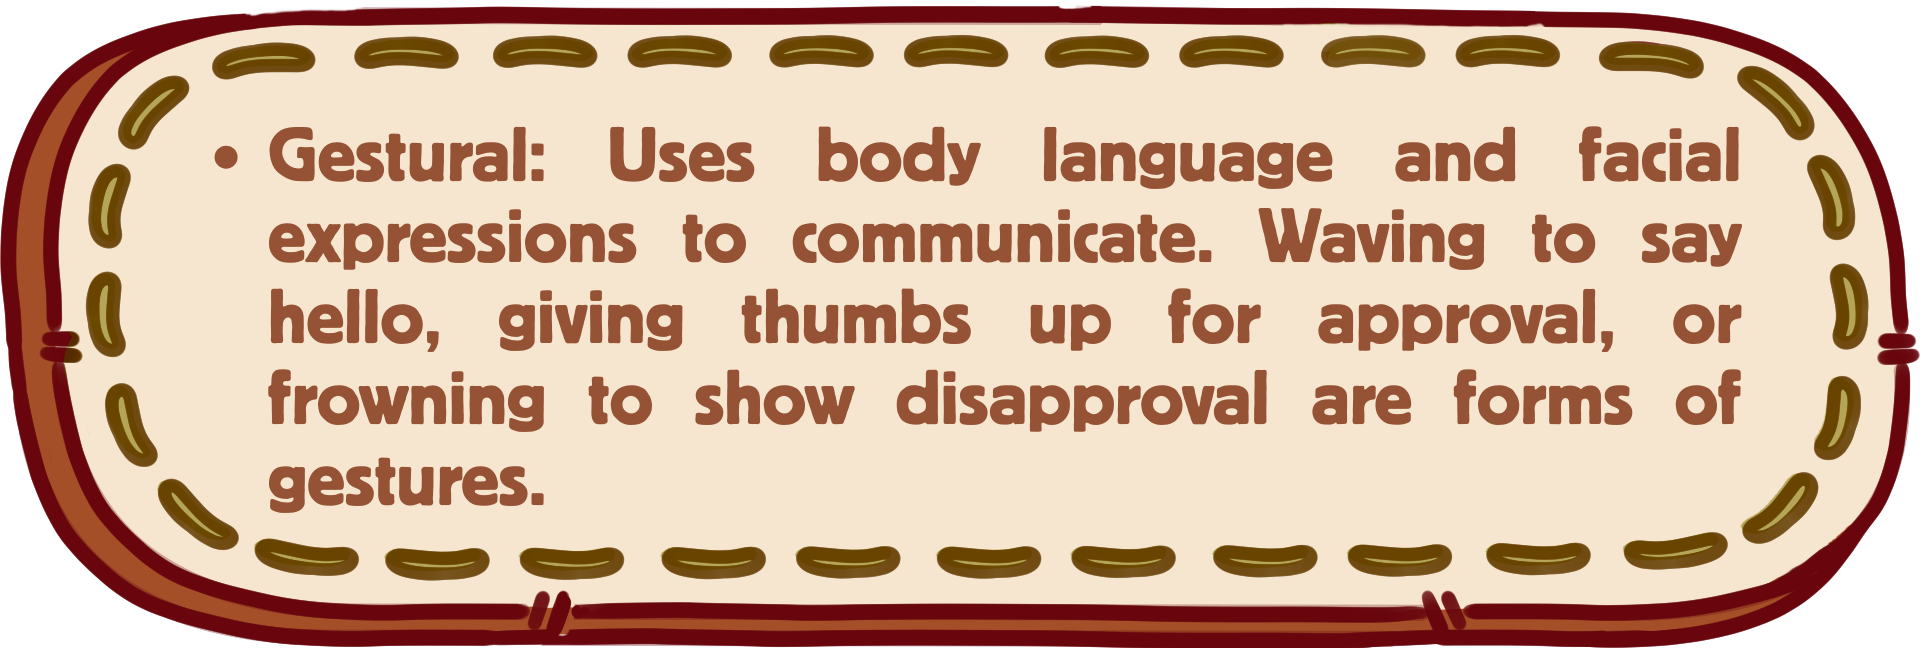 • Gestural: Uses body language and facial
expressions to communicate. Waving to say
hello, giving thumbs up for approval, or
frowning to show disapproval are forms of
gestures.